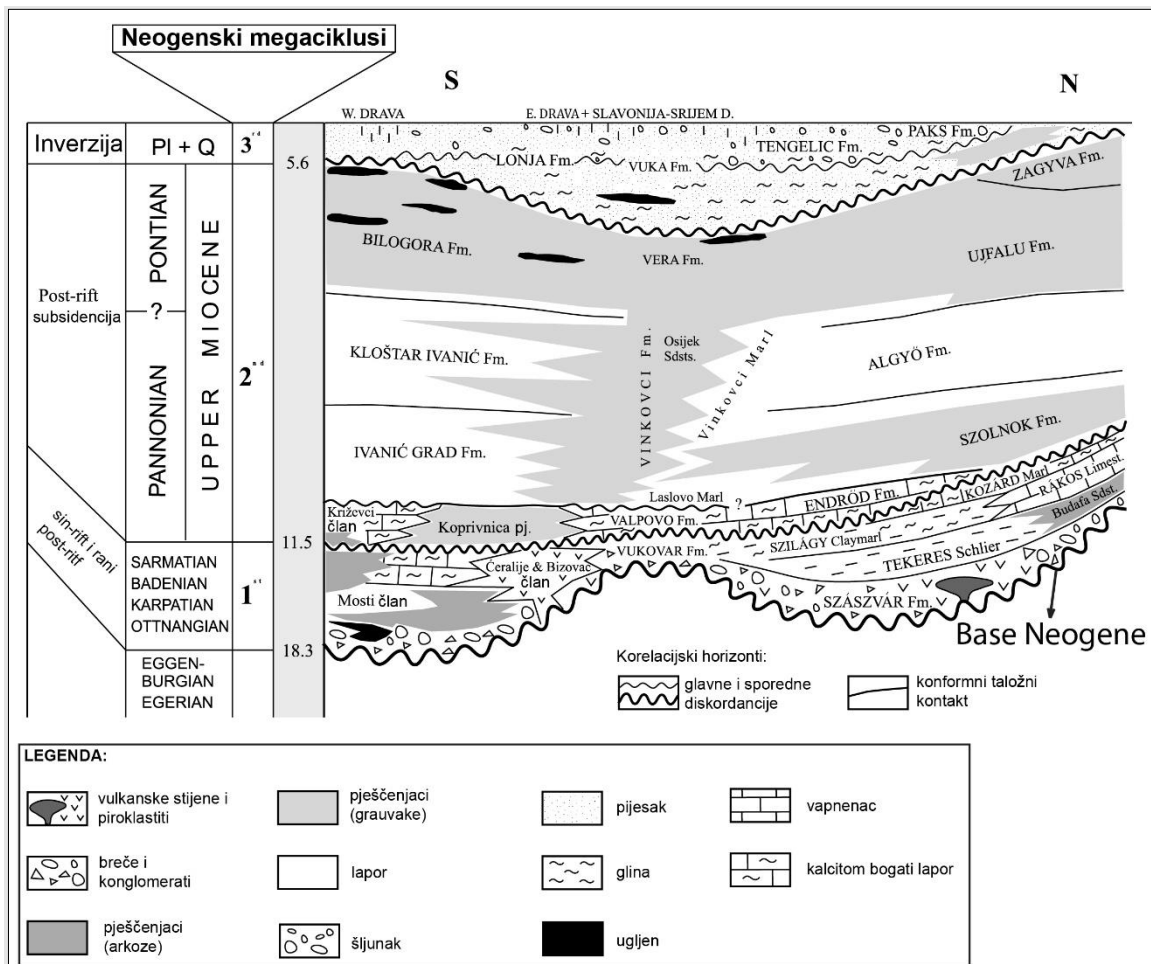 Neogenski megaciklusi
S
N
W. DRAVA
E. DRAVA + SLAVONIJA-SRIJEM D.
Inverzija
Pl + Q
3rd
5.6
LONJA Fm.
VUKA Fm.
TENGELIC Fm.
PAKS Fm.
ZAGYVA Fm.
Post-rift
subsidencija
PONTIAN
?
PANNONIAN
UPPER MIOCENE
2nd
BILOGORA Fm.
VERA Fm.
UJFALU Fm.
KLOŠTAR IVANIĆ Fm.
VINKOVCI Fm.
Osijek
Sdsts.
Vinkovci Marl
ALGYÖ Fm.
IVANIĆ GRAD Fm.
SZOLNOK Fm.
Laslovo Marl
?
ENDRÖD Fm.
KOZÁRD Marl
RÁKOS Limest.
Budafa Sdst.
Križevci
član
Koprivnica pj.
VALPOVO Fm.
sin-rift i rani
post-ritf
11.5
SARMATIAN
BADENIAN
KARPATIAN
OTTNANGIAN
1st
Čeralije & Bizovac
član
VUKOVAR Fm.
SZILÁGY Claymarl
TEKERES Schlier
Mosti član
SZÁSZVÁR Fm.
Base Neogene
18.3
EGGEN-
BURGIAN
EGERIAN
Korelacijski horizonti:
glavne i sporedne
diskordancije
konformni taložni
kontakt
LEGENDA:
vulkanske stijene i
piroklastiti
pješčenjaci
(grauvake)
pijesak
vapnenac
breče i
konglomerati
lapor
glina
kalcitom bogati lapor
pješčenjaci
(arkoze)
šljunak
ugljen